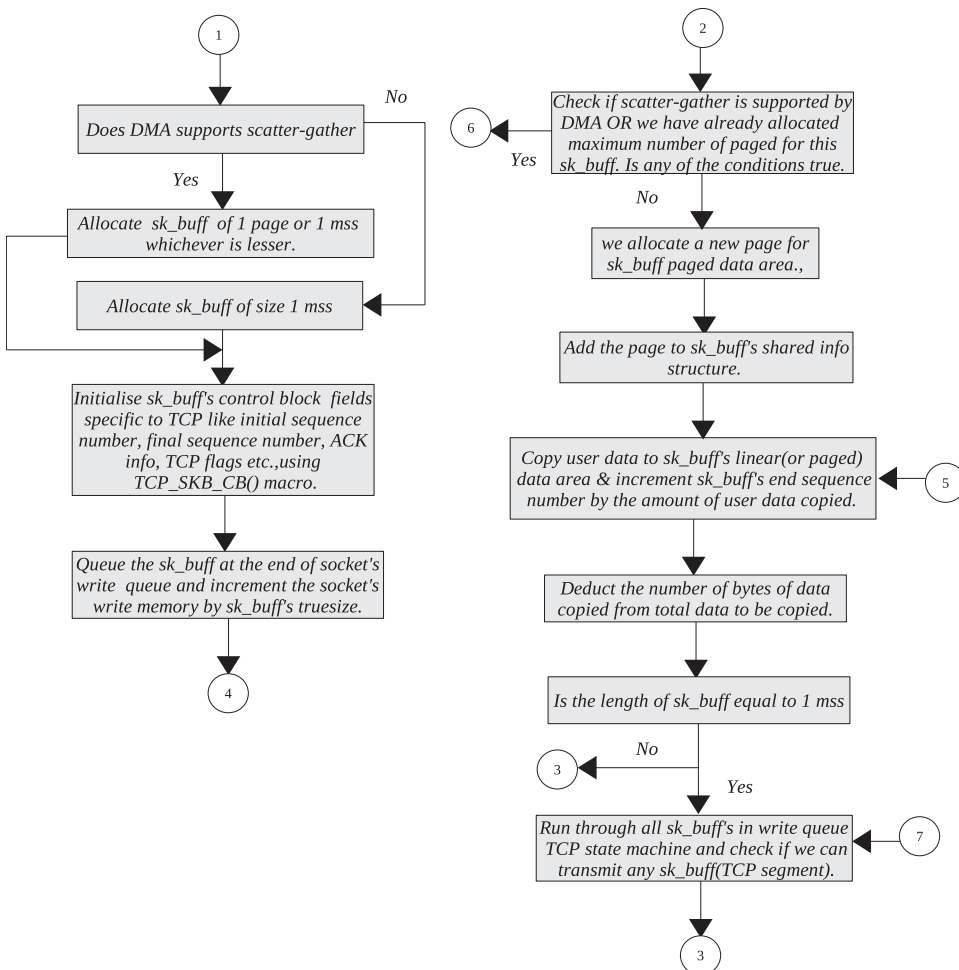 1
No
Does DMA supports scatter-gather
Yes
Allocate sk_buff of 1 page or 1 mss
whichever is lesser.
Allocate sk_buff of size 1 mss
Initialise sk_buff's control block fields
specific to TCP like initial sequence
number, final sequence number, ACK
info, TCP flags etc.,using
TCP_SKB_CB() macro.
Queue the sk_buff at the end of socket's
write queue and increment the socket's
write memory by sk_buff's truesize.
4
2
Check if scatter-gather is supported by
DMA OR we have already allocated
maximum number of paged for this
sk_buff. Is any of the conditions true.
6
Yes
No
we allocate a new page for
sk_buff paged data area.,
Add the page to sk_buff's shared info
structure.
Copy user data to sk_buff's linear(or paged)
data area & increment sk_buff's end sequence
number by the amount of user data copied.
5
Deduct the number of bytes of data
copied from total data to be copied.
Is the length of sk_buff equal to 1 mss
No
3
Yes
Run through all sk_buff's in write queue
TCP state machine and check if we can
transmit any sk_buff(TCP segment).
7
3